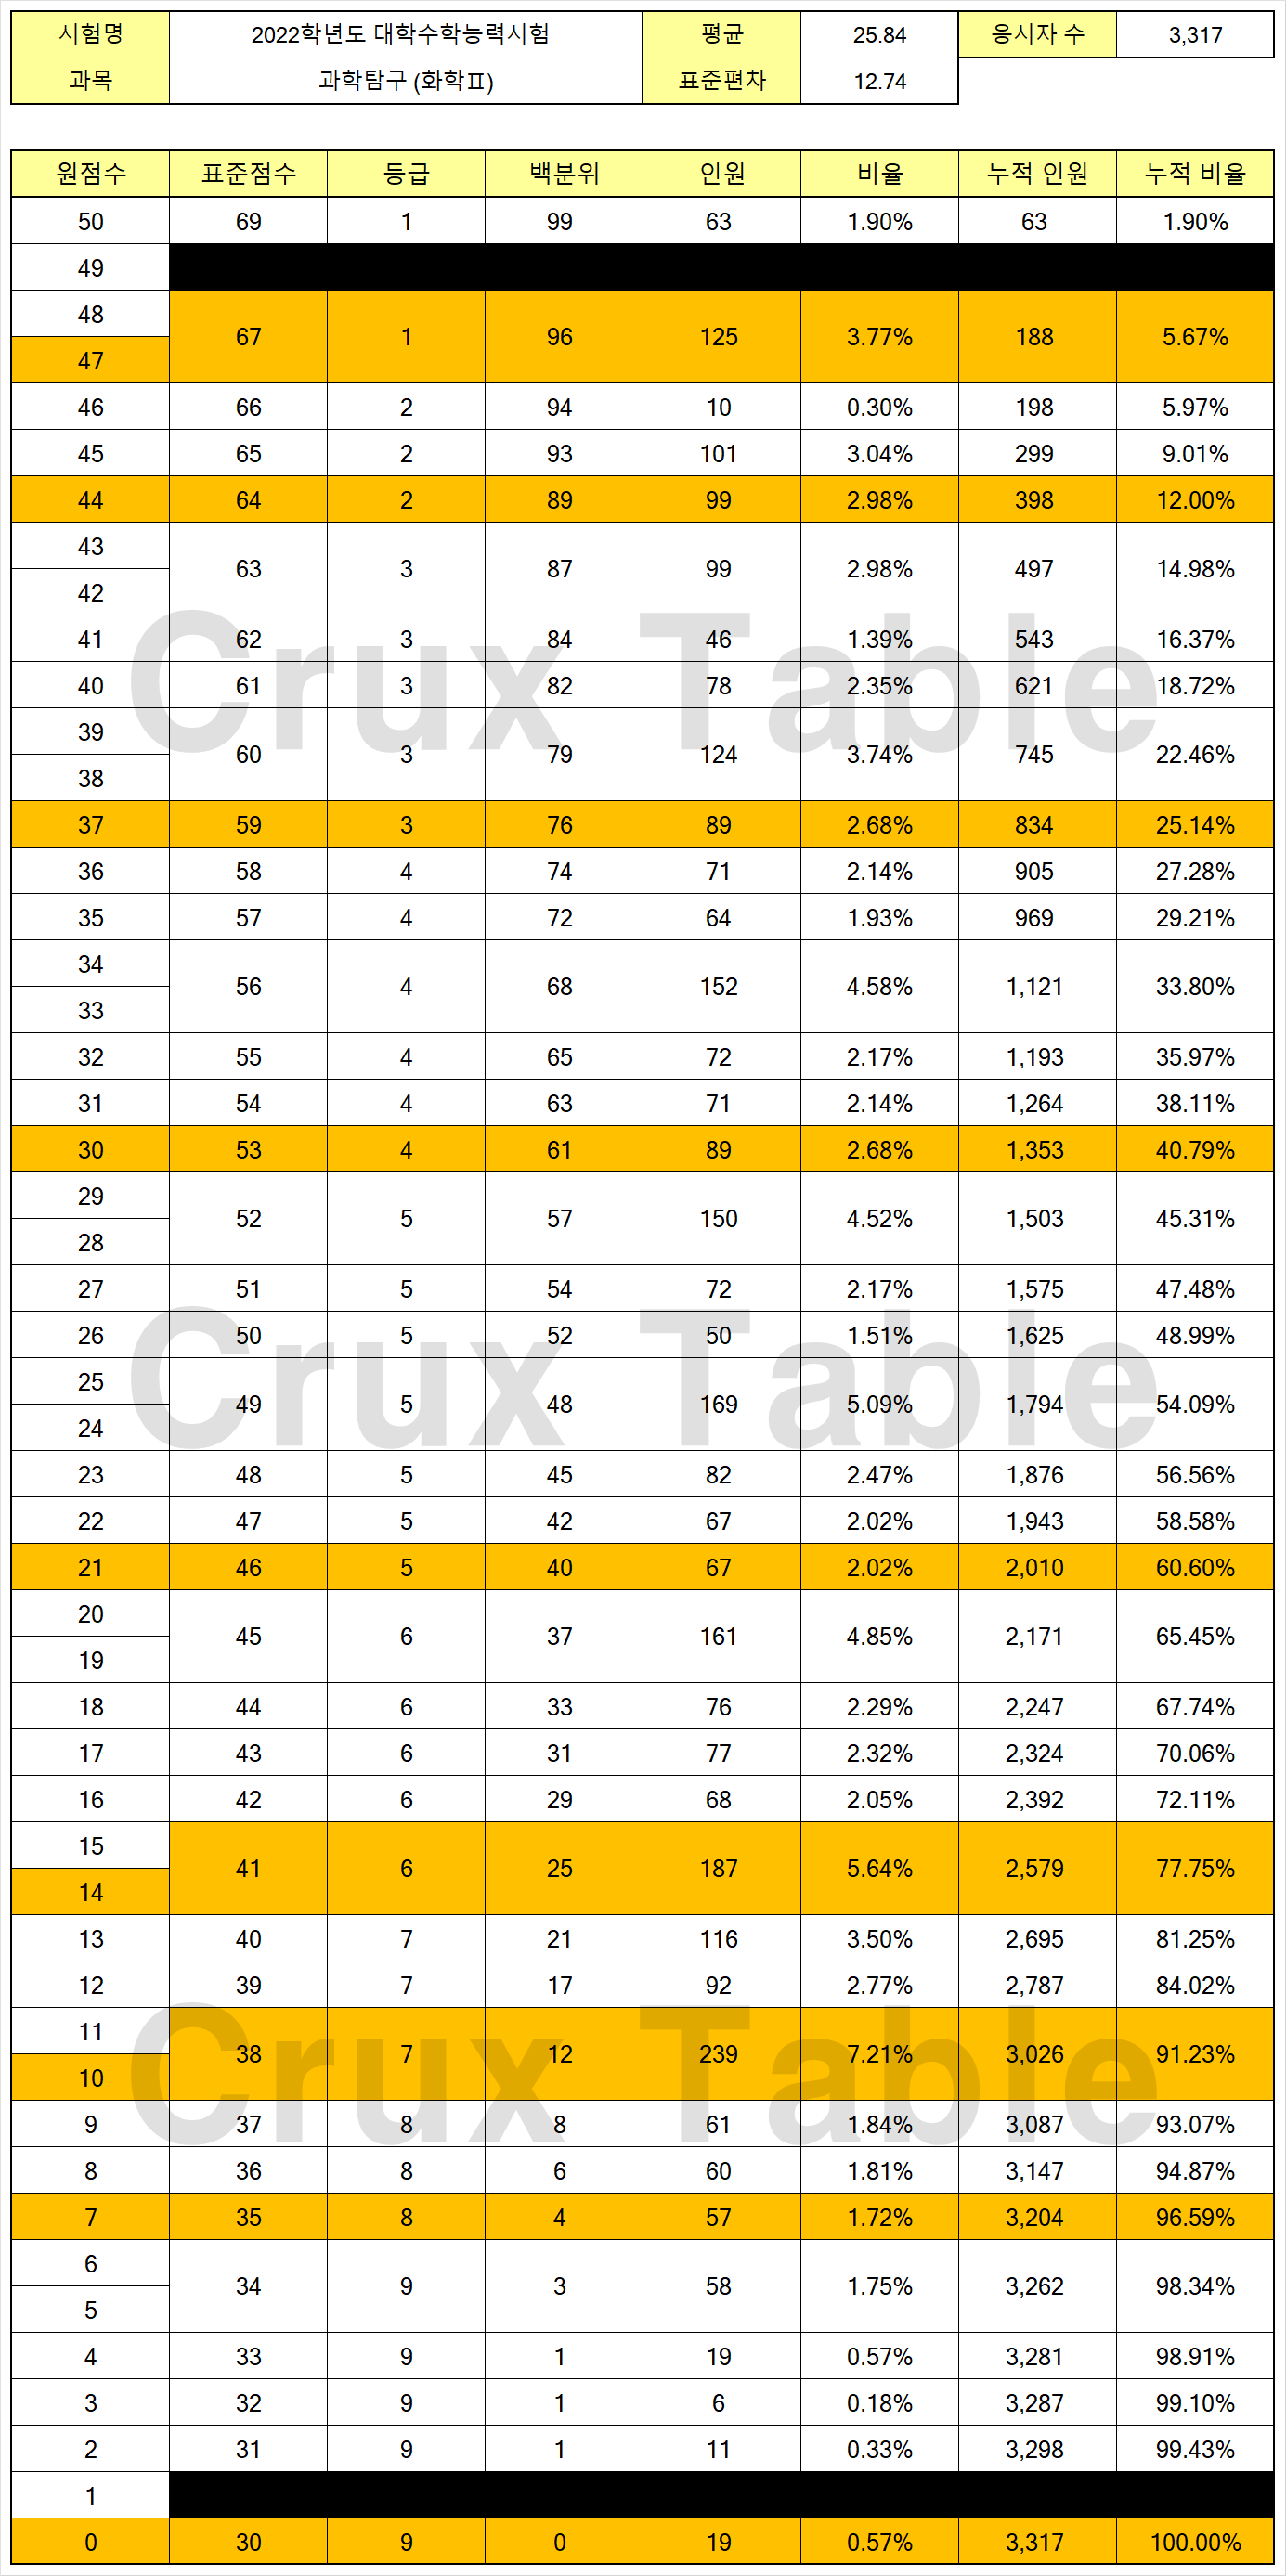 시험명 2022학년도 대학수학능력시험 평균 25.84 응시자 수 3,317
과목 과학탐구 (화학Ⅱ) 표준편차 12.74
원점수 표준점수 등급 백분위 인원 비율 누적 인원 누적 비율
50 69 1 99 63 1.90% 63 1.90%
49
48
67 1 96 125 3.77% 188 5.67%
47
46 66 2 94 10 0.30% 198 5.97%
45 65 2 93 101 3.04% 299 9.01%
44 64 2 89 99 2.98% 398 12.00%
43
63 3 87 99 2.98% 497 14.98%
42
41 62 3 84 46 1.39% 543 16.37%
40 61 3 82 78 2.35% 621 18.72%
Crux Table
39
60 3 79 124 3.74% 745 22.46%
38
37 59 3 76 89 2.68% 834 25.14%
36 58 4 74 71 2.14% 905 27.28%
35 57 4 72 64 1.93% 969 29.21%
34
56 4 68 152 4.58% 1,121 33.80%
33
32 55 4 65 72 2.17% 1,193 35.97%
31 54 4 63 71 2.14% 1,264 38.11%
30 53 4 61 89 2.68% 1,353 40.79%
29
52 5 57 150 4.52% 1,503 45.31%
28
27 51 5 54 72 2.17% 1,575 47.48%
26 50 5 52 50 1.51% 1,625 48.99%
Crux Table
25
49 5 48 169 5.09% 1,794 54.09%
24
23 48 5 45 82 2.47% 1,876 56.56%
22 47 5 42 67 2.02% 1,943 58.58%
21 46 5 40 67 2.02% 2,010 60.60%
20
45 6 37 161 4.85% 2,171 65.45%
19
18 44 6 33 76 2.29% 2,247 67.74%
17 43 6 31 77 2.32% 2,324 70.06%
16 42 6 29 68 2.05% 2,392 72.11%
15
41 6 25 187 5.64% 2,579 77.75%
14
13 40 7 21 116 3.50% 2,695 81.25%
12 39 7 17 92 2.77% 2,787 84.02%
11
38 7 12 239 7.21% 3,026 91.23%
10
Crux Table
9 37 8 8 61 1.84% 3,087 93.07%
8 36 8 6 60 1.81% 3,147 94.87%
7 35 8 4 57 1.72% 3,204 96.59%
6
34 9 3 58 1.75% 3,262 98.34%
5
4 33 9 1 19 0.57% 3,281 98.91%
3 32 9 1 6 0.18% 3,287 99.10%
2 31 9 1 11 0.33% 3,298 99.43%
1
0 30 9 0 19 0.57% 3,317 100.00%